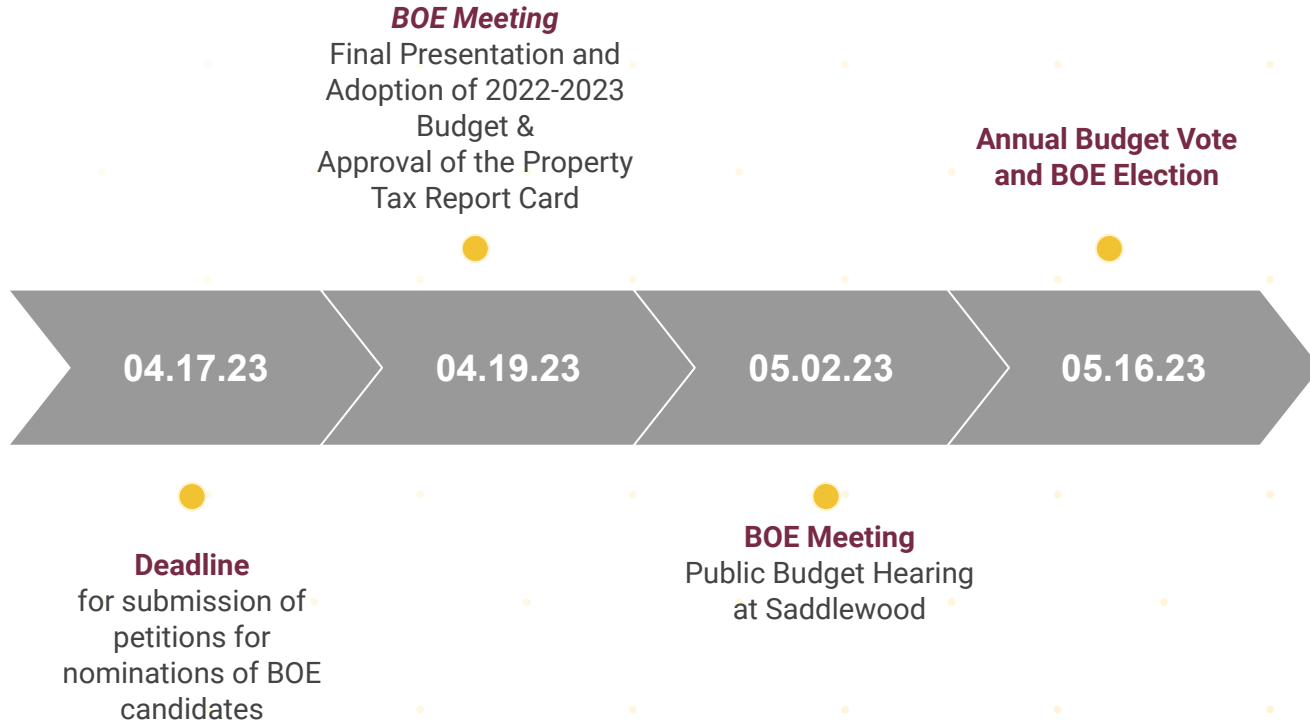 BOE Meeting
Final Presentation and
Adoption of 2022-2023
Budget &
Approval of the Property
Tax Report Card
Annual Budget Vote
and BOE Election
04.17.23
04.19.23
05.02.23
05.16.23
Deadline
for submission of
petitions for
nominations of BOE
candidates
BOE Meeting
Public Budget Hearing
at Saddlewood